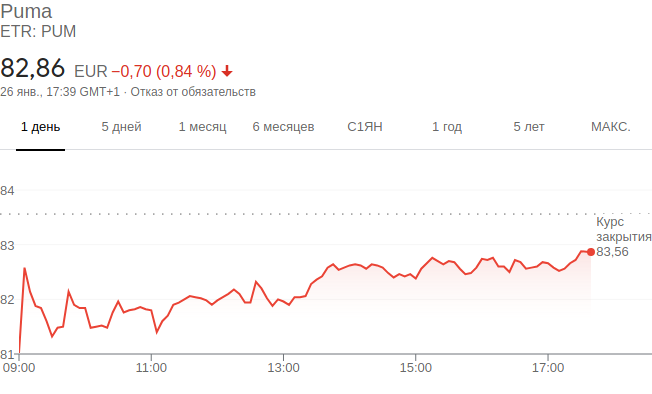 Puma
ETR: PUM
82,86 EUR −0,70 (0,84 %)
26 янв., 17:39 GMT+1 · Отказ от обязательств
1 день 5 дней 1 месяц 6 месяцев С1ЯН 1 год 5 лет МАКС.
84
Курс
закрытия
83
83,56
82
81
09:00 11:00 13:00 15:00 17:00